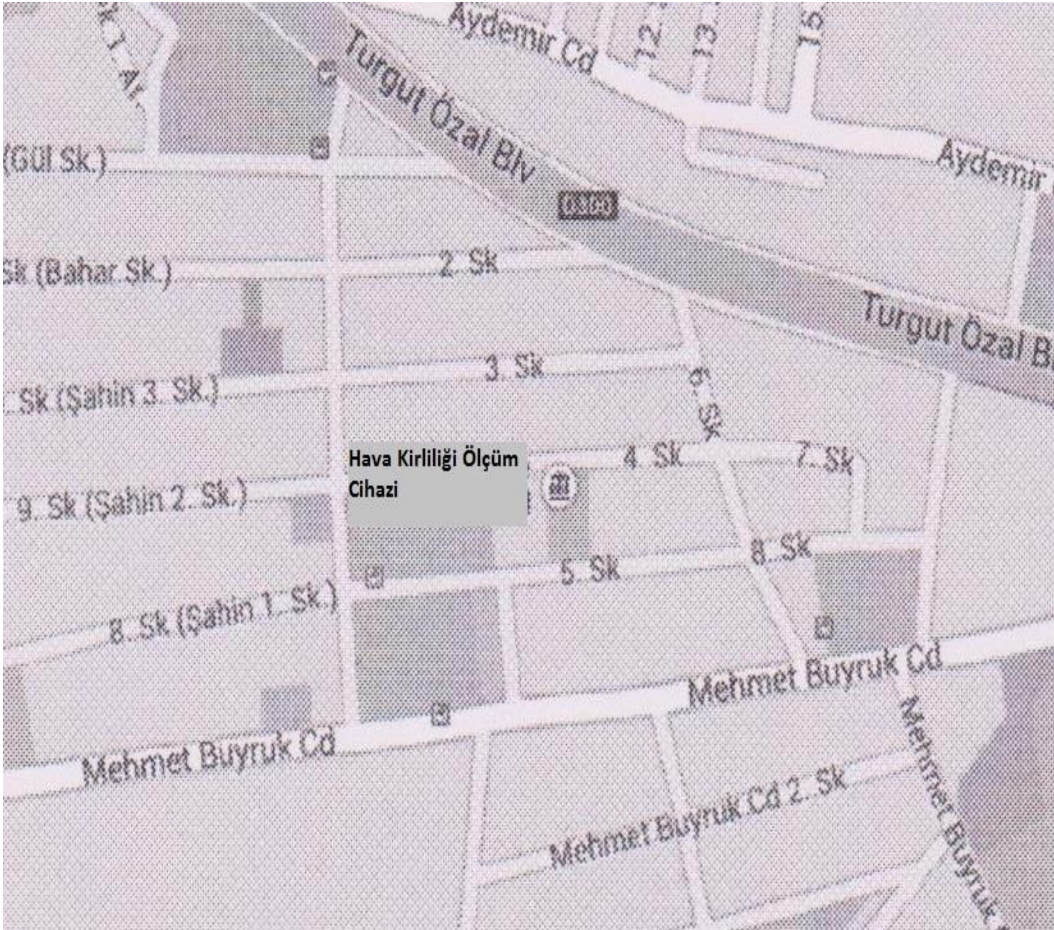 Aydemir Cd
12.
13.
15.
Turgut Özal Blv
(Gül Sk.)
Aydemir
D300
Sk (Bahar Sk.)
2. Sk
Turgut Özal B
3. Sk
Sk (Şahin 3. Sk.)
6. Sk
Hava Kirliliği Ölçüm
Cihazi
4. Sk
7. Sk
9. Sk (Şahin 2. Sk.)
8. Sk
5. Sk
8. Sk (Şahin 1. Sk.)
Mehmet Buyruk Cd
Mehmet Buyruk Cd
Mehmet Buyruk Cd 2. Sk
Mehmet Buyruk